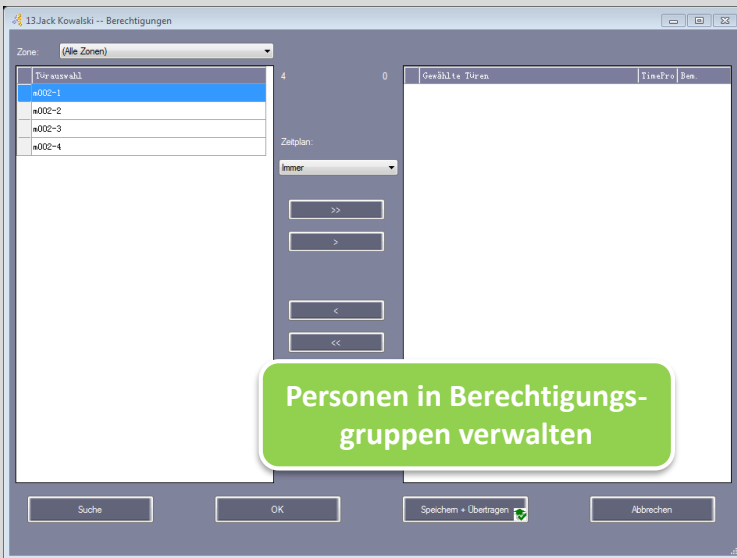 13.Jack Kowalski -- Berechtigungen
Zone: (Alle Zonen)
Türauswahl
m002-1
m002-2
m002-3
m002-4
4 0
Zeitplan:
Immer
>>
>
<
<<
Gewählte Türen TimePro Bem.
Personen in Berechtigungs-
gruppen verwalten
Suche OK Speichern + Übertragen Abbrechen